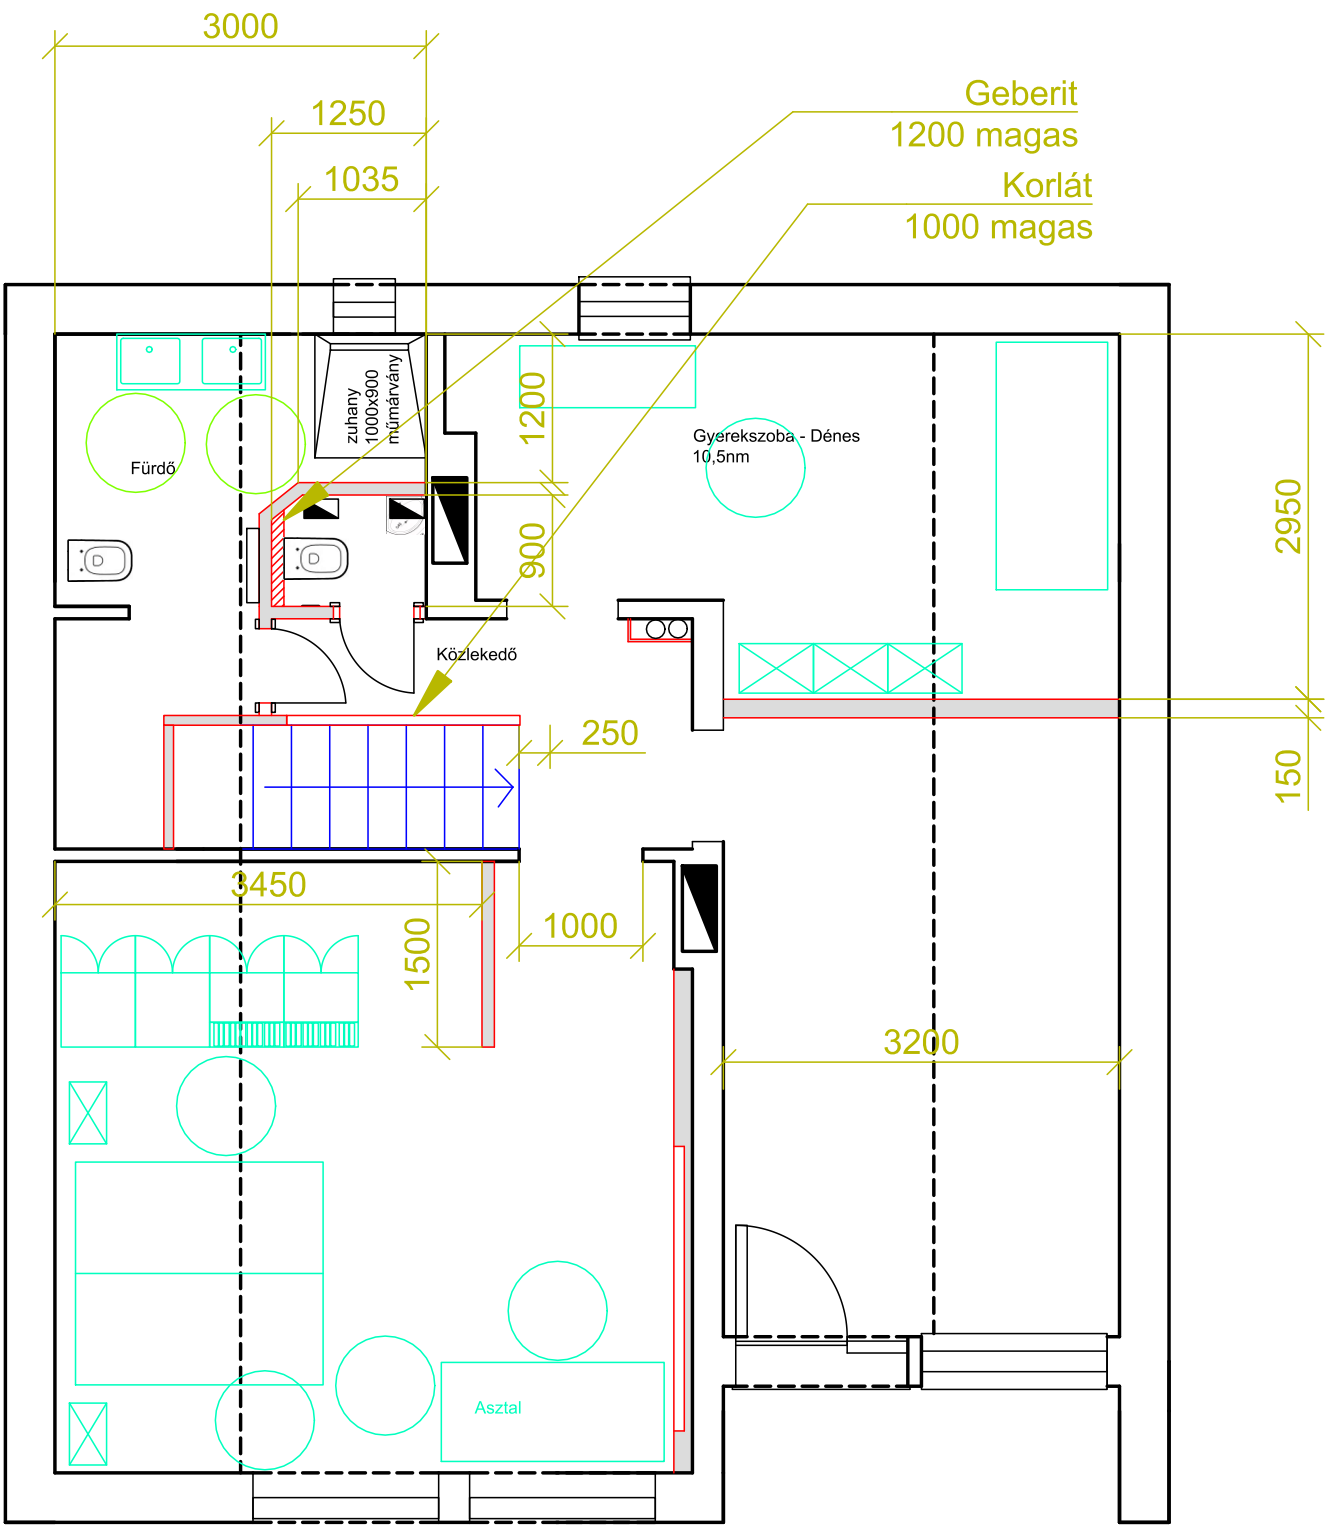 3000
1250
1035
Geberit
1200 magas
Korlát
1000 magas
zuhany
1000x900
műmárvány
1200
Gyerekszoba - Dénes
10,5nm
Fürdő
2950
900
Közlekedő
250
150
3450
1500
1000
3200
Asztal